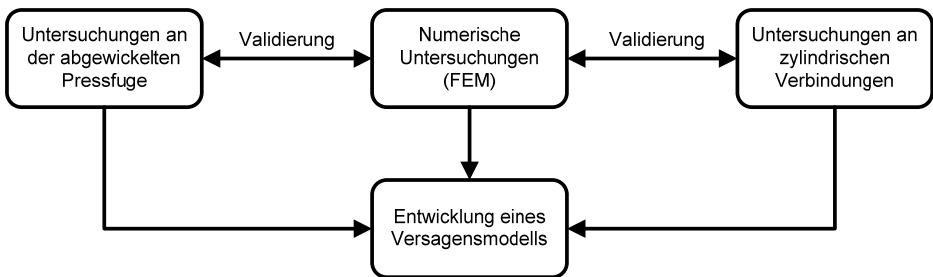 Untersuchungen an
der abgewickelten
Pressfuge
Validierung
Numerische
Untersuchungen
(FEM)
Validierung
Untersuchungen an
zylindrischen
Verbindungen
Entwicklung eines
Versagensmodells